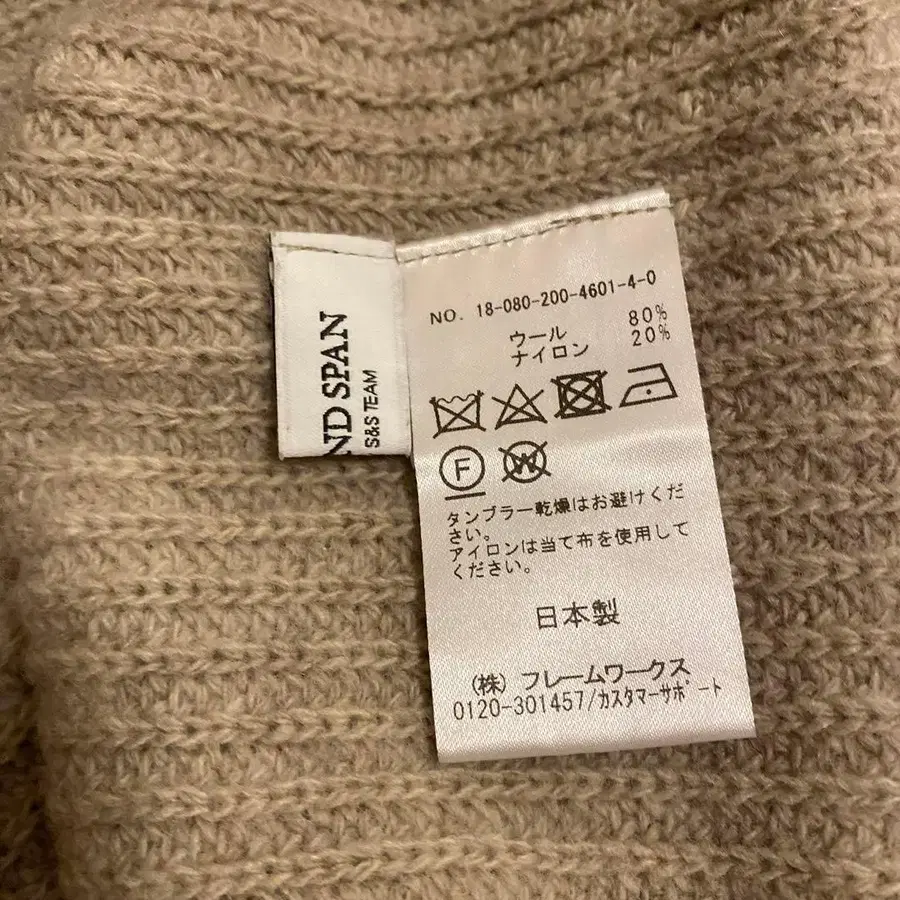 ND SPAN
S&S TEAM
NO. 18-080-200-4601-4-0
ウール 80%
ナイロン 20%
F W
タンブラー乾燥はお避けくだ
さい。
アイロンは当て布を使用して
ください。
日本製
(株) フレームワークス
0120-301457/カスタマーサポート